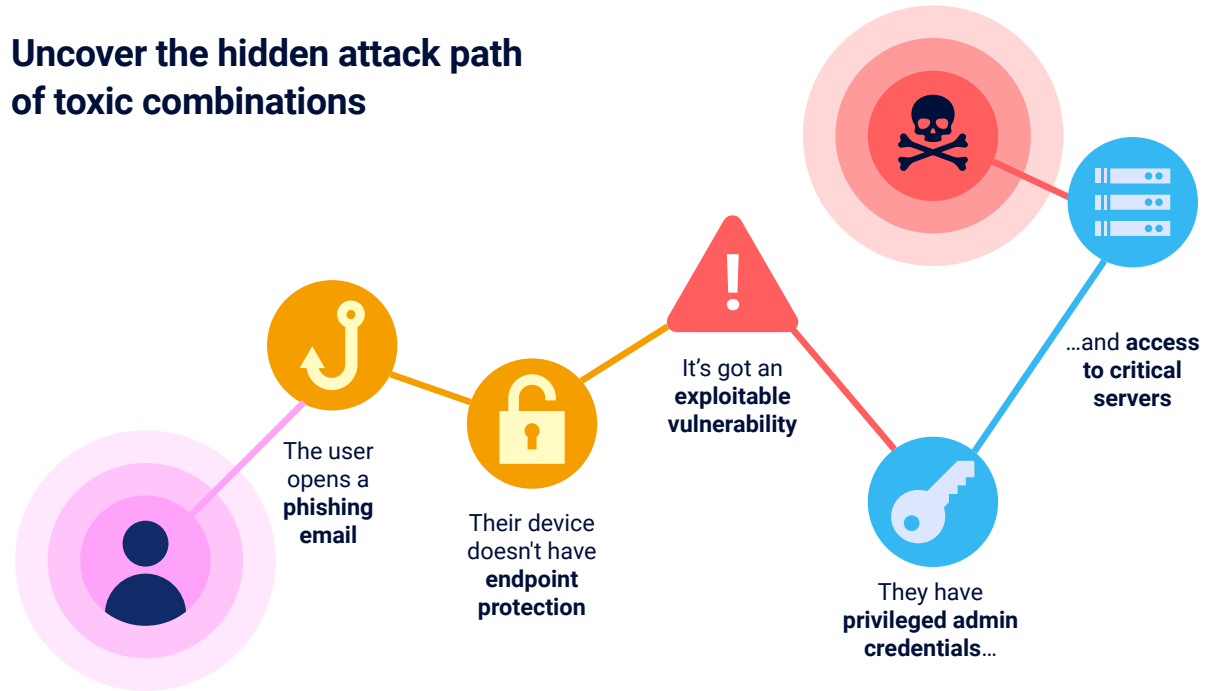 Uncover the hidden attack path
of toxic combinations
The user
opens a
phishing
email
Their device
doesn't have
endpoint
protection
!
It’s got an
exploitable
vulnerability
They have
privileged admin
credentials…
…and access
to critical
servers